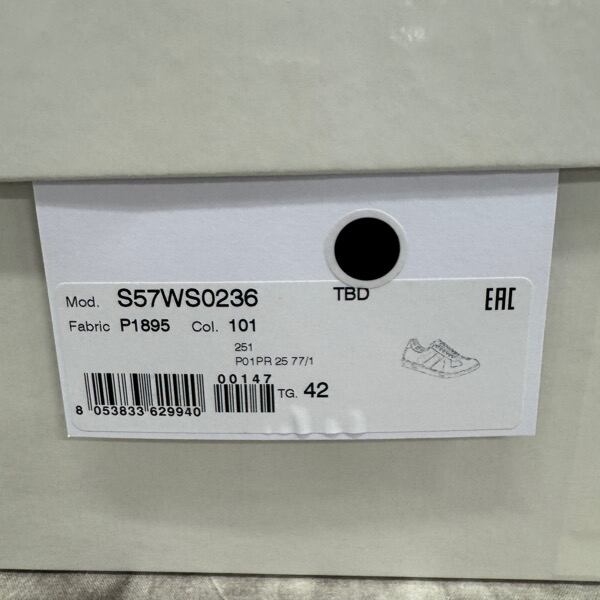 TBD
Mod. S57WS0236
EAC
Fabric P1895 Col. 101
251
P01PR 25 77/1
00147
8 053833 629940
TG. 42